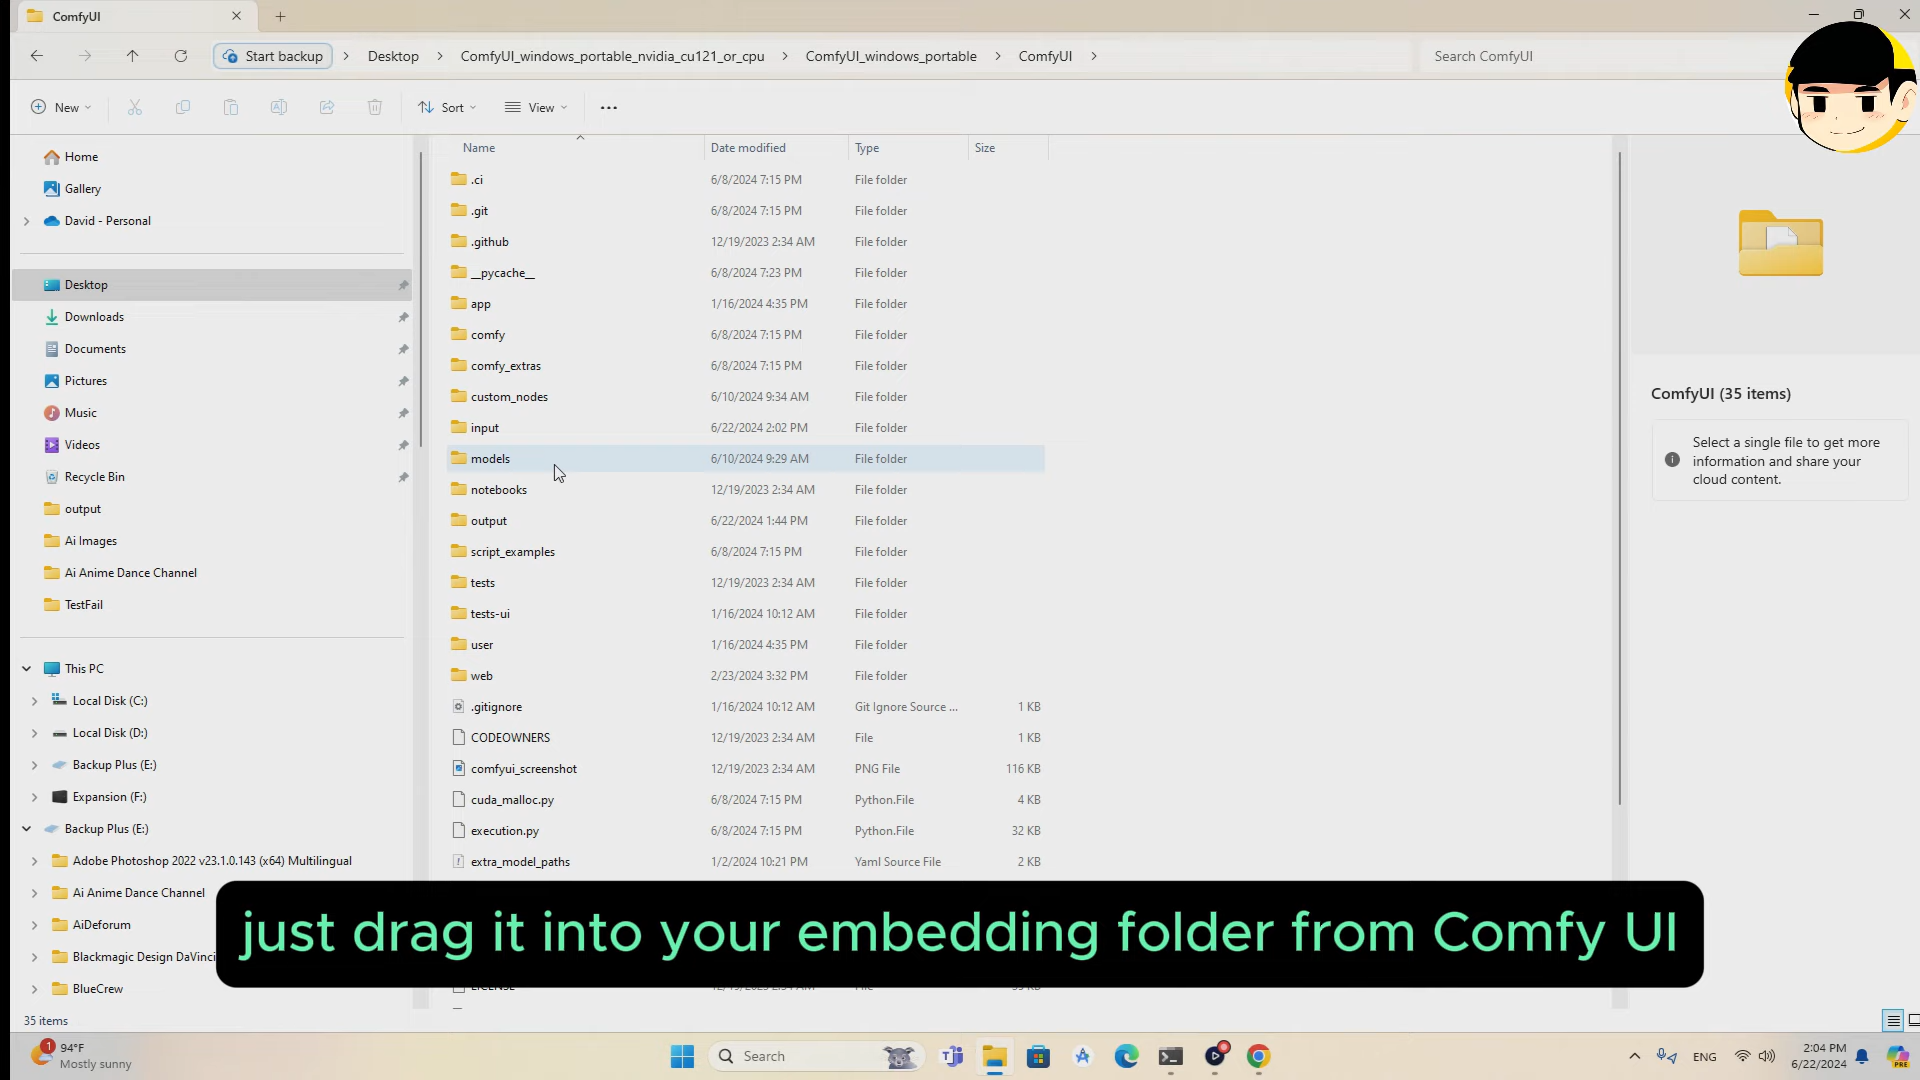 ComfyUI
Start backup
Desktop
ComfyUI_windows_portable_nvidia_cu121_or_cpu
ComfyUI_windows_portable
ComfyUI
Search ComfyUI
New
Sort
View
Home
Gallery
David - Personal
Desktop
Downloads
Documents
Pictures
Music
Videos
Recycle Bin
output
Ai Images
Ai Anime Dance Channel
TestFail
This PC
Local Disk (C:)
Local Disk (D:)
Backup Plus (E:)
Expansion (F:)
Backup Plus (E:)
Adobe Photoshop 2022 v23.1.0.143 (x64) Multilingual
Ai Anime Dance Channel
AiDeforum
Blackmagic Design DaVinci
BlueCrew
Name Date modified Type Size
.ci 6/8/2024 7:15 PM File folder
.git 6/8/2024 7:15 PM File folder
.github 12/19/2023 2:34 AM File folder
__pycache__ 6/8/2024 7:23 PM File folder
app 1/16/2024 4:35 PM File folder
comfy 6/8/2024 7:15 PM File folder
comfy_extras 6/8/2024 7:15 PM File folder
custom_nodes 6/10/2024 9:34 AM File folder
input 6/22/2024 2:02 PM File folder
models 6/10/2024 9:29 AM File folder
notebooks 12/19/2023 2:34 AM File folder
output 6/22/2024 1:44 PM File folder
script_examples 6/8/2024 7:15 PM File folder
tests 12/19/2023 2:34 AM File folder
tests-ui 1/16/2024 10:12 AM File folder
user 1/16/2024 4:35 PM File folder
web 2/23/2024 3:32 PM File folder
.gitignore 1/16/2024 10:12 AM Git Ignore Source ... 1 KB
CODEOWNERS 12/19/2023 2:34 AM File 1 KB
comfyui_screenshot 12/19/2023 2:34 AM PNG File 116 KB
cuda_malloc.py 6/8/2024 7:15 PM Python.File 4 KB
execution.py 6/8/2024 7:15 PM Python.File 32 KB
extra_model_paths 1/2/2024 10:21 PM Yaml Source File 2 KB
ComfyUI (35 items)
Select a single file to get more
information and share your
cloud content.
just drag it into your embedding folder from Comfy UI
35 items
1
94°F
Mostly sunny
Search
ENG
2:04 PM
6/22/2024